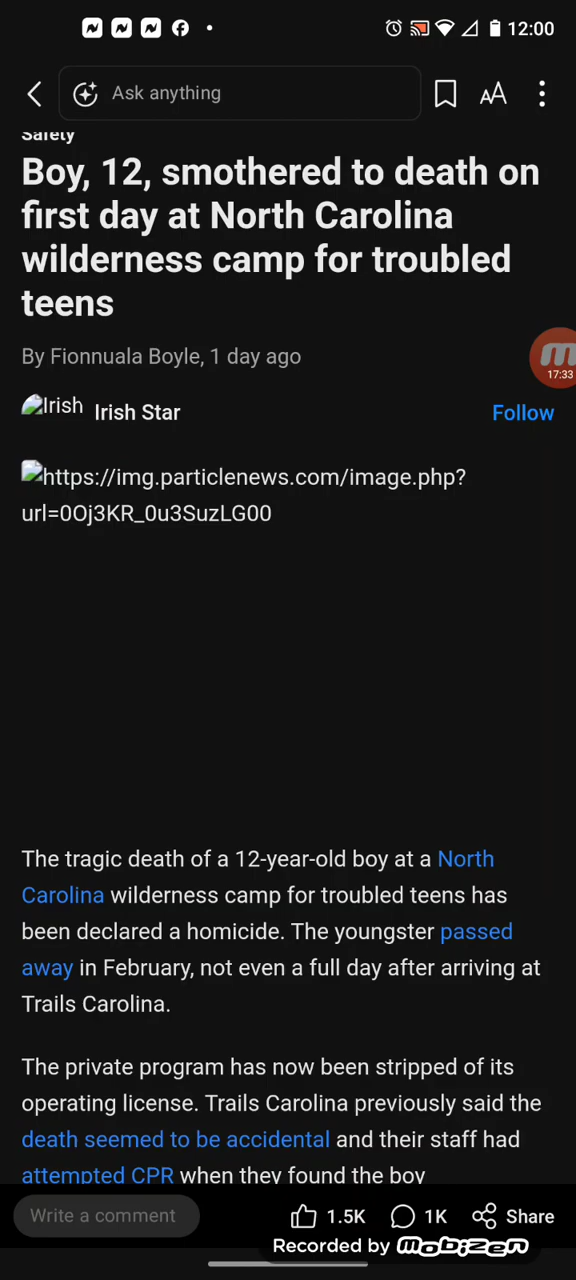 12:00
Ask anything
Safety
Boy, 12, smothered to death on
first day at North Carolina
wilderness camp for troubled
teens
By Fionnuala Boyle, 1 day ago
17:33
Irish
Irish Star
Follow
https://img.particlenews.com/image.php?
url=0Oj3KR_0u3SuzLG00
The tragic death of a 12-year-old boy at a North
Carolina wilderness camp for troubled teens has
been declared a homicide. The youngster passed
away in February, not even a full day after arriving at
Trails Carolina.
The private program has now been stripped of its
operating license. Trails Carolina previously said the
death seemed to be accidental and their staff had
attempted CPR when they found the boy
Write a comment
1.5K
1K
Share
Recorded by mobizen